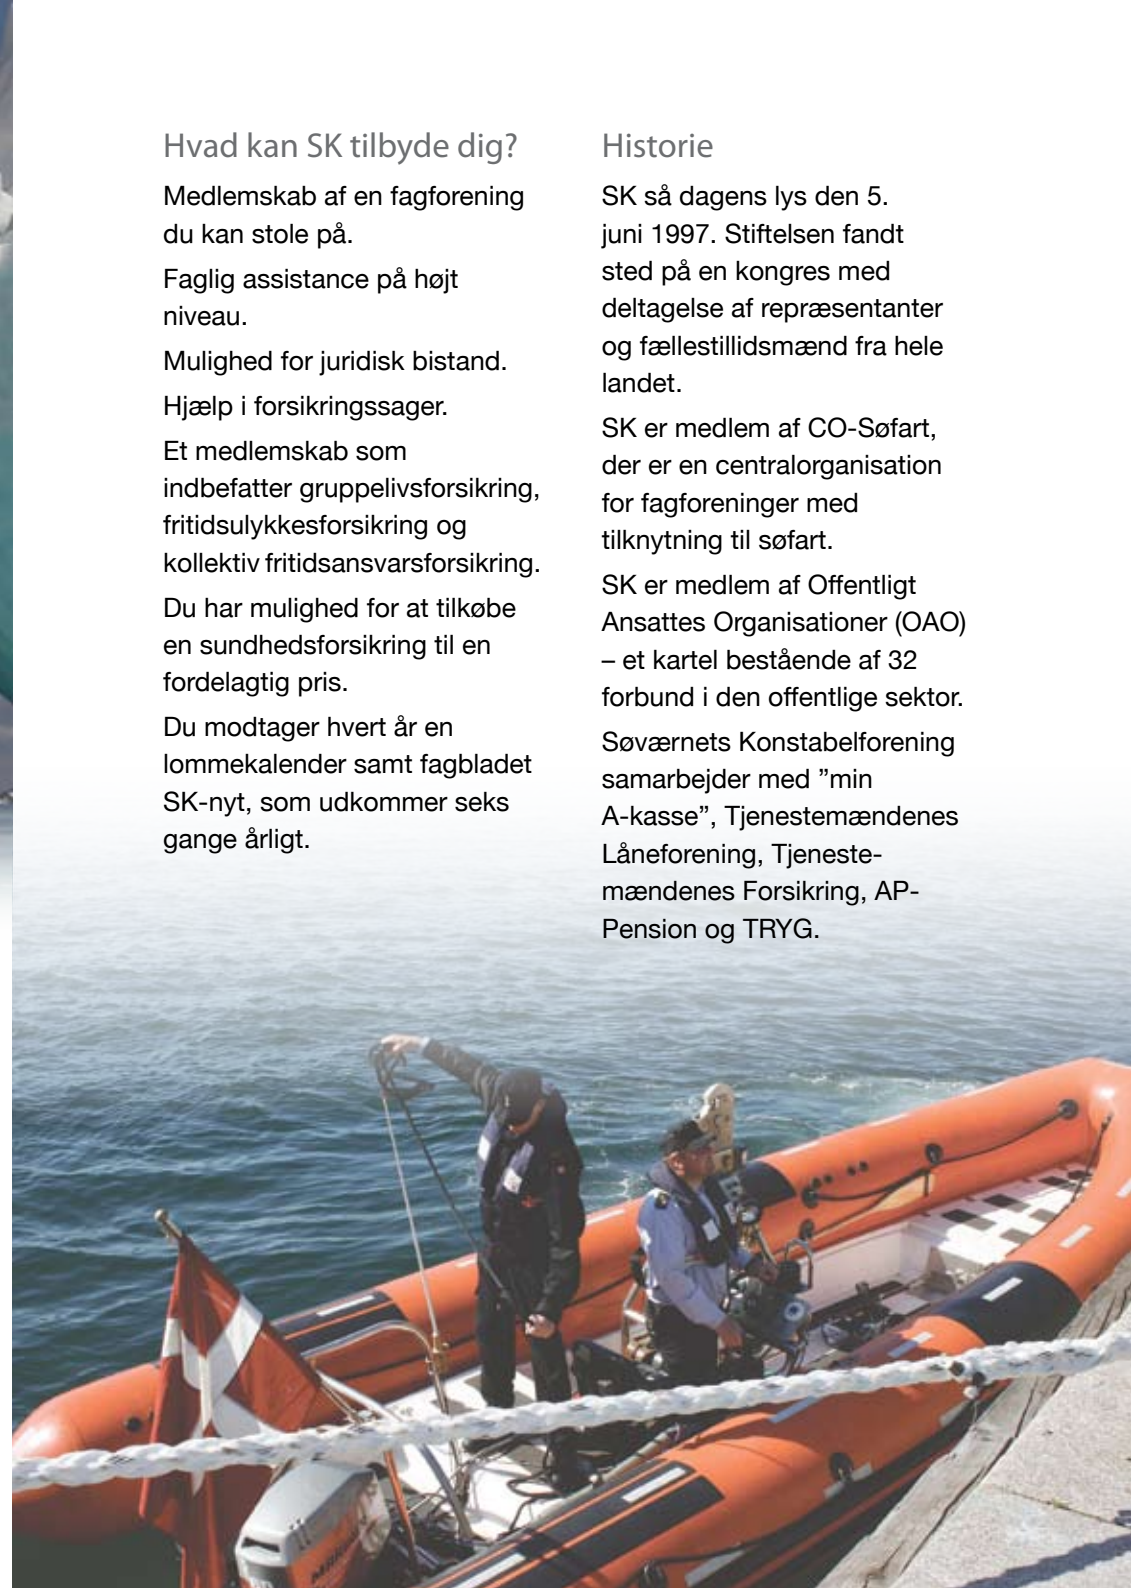 Hvad kan SK tilbyde dig?
Medlemskab af en fagforening
du kan stole på.
Faglig assistance på højt
niveau.
Mulighed for juridisk bistand.
Hjælp i forsikringssager.
Et medlemskab som
indbefatter gruppelivsforsikring,
fritidsulykkesforsikring og
kollektiv fritidsansvarsforsikring.
Du har mulighed for at tilkøbe
en sundhedsforsikring til en
fordelagtig pris.
Du modtager hvert år en
lommekalender samt fagbladet
SK-nyt, som udkommer seks
gange årligt.
Historie
SK så dagens lys den 5.
juni 1997. Stiftelsen fandt
sted på en kongres med
deltagelse af repræsentanter
og fællestillidsmænd fra hele
landet.
SK er medlem af CO-Søfart,
der er en centralorganisation
for fagforeninger med
tilknytning til søfart.
SK er medlem af Offentligt
Ansattes Organisationer (OAO)
– et kartel bestående af 32
forbund i den offentlige sektor.
Søværnets Konstabelforening
samarbejder med ”min
A-kasse”, Tjenestemændenes
Låneforening, Tjeneste-
mændenes Forsikring, AP-
Pension og TRYG.